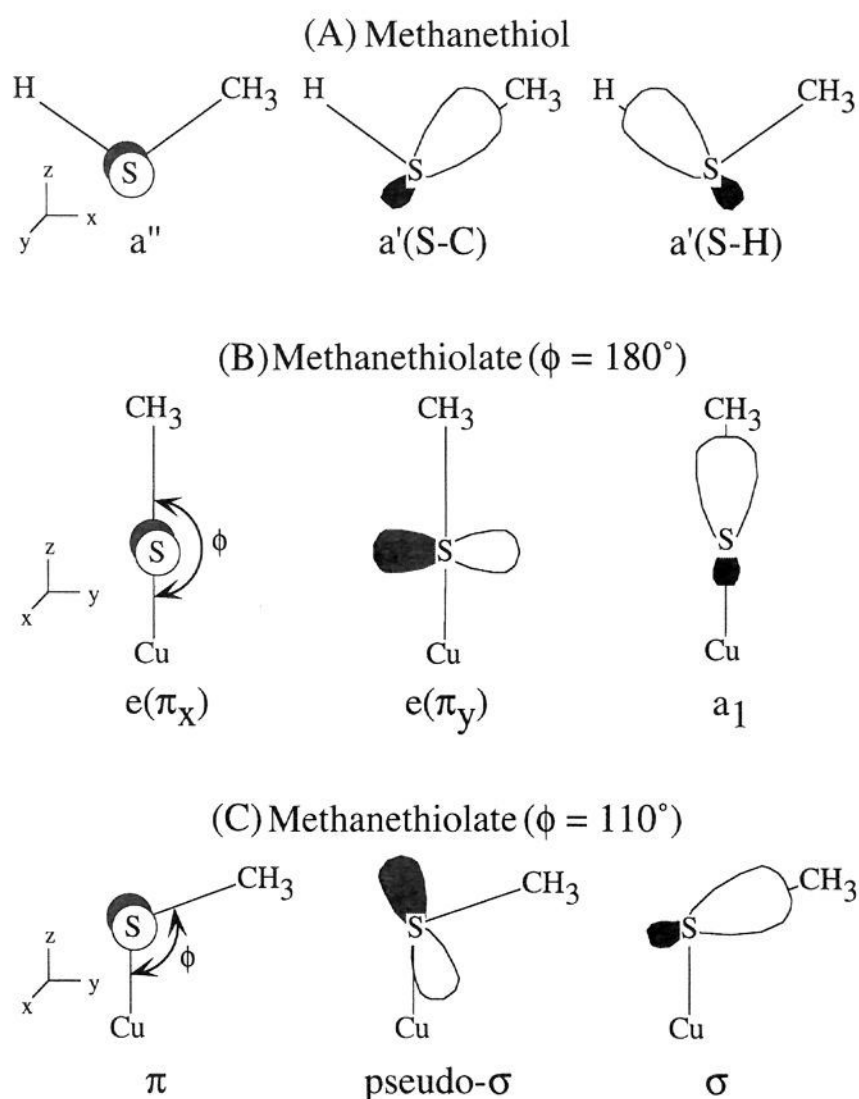 (A) Methanethiol
H CH3 H CH3 H CH3
S S S
z
x
y
a" a'(S-C) a'(S-H)
(B) Methanethiolate (ϕ = 180°)
CH3 CH3 CH3
S ϕ S S
z
y
x
Cu Cu Cu
e(πx) e(πy) a1
(C) Methanethiolate (ϕ = 110°)
CH3 CH3 CH3
S S S
z
ϕ
y
x
Cu Cu Cu
π pseudo-σ σ